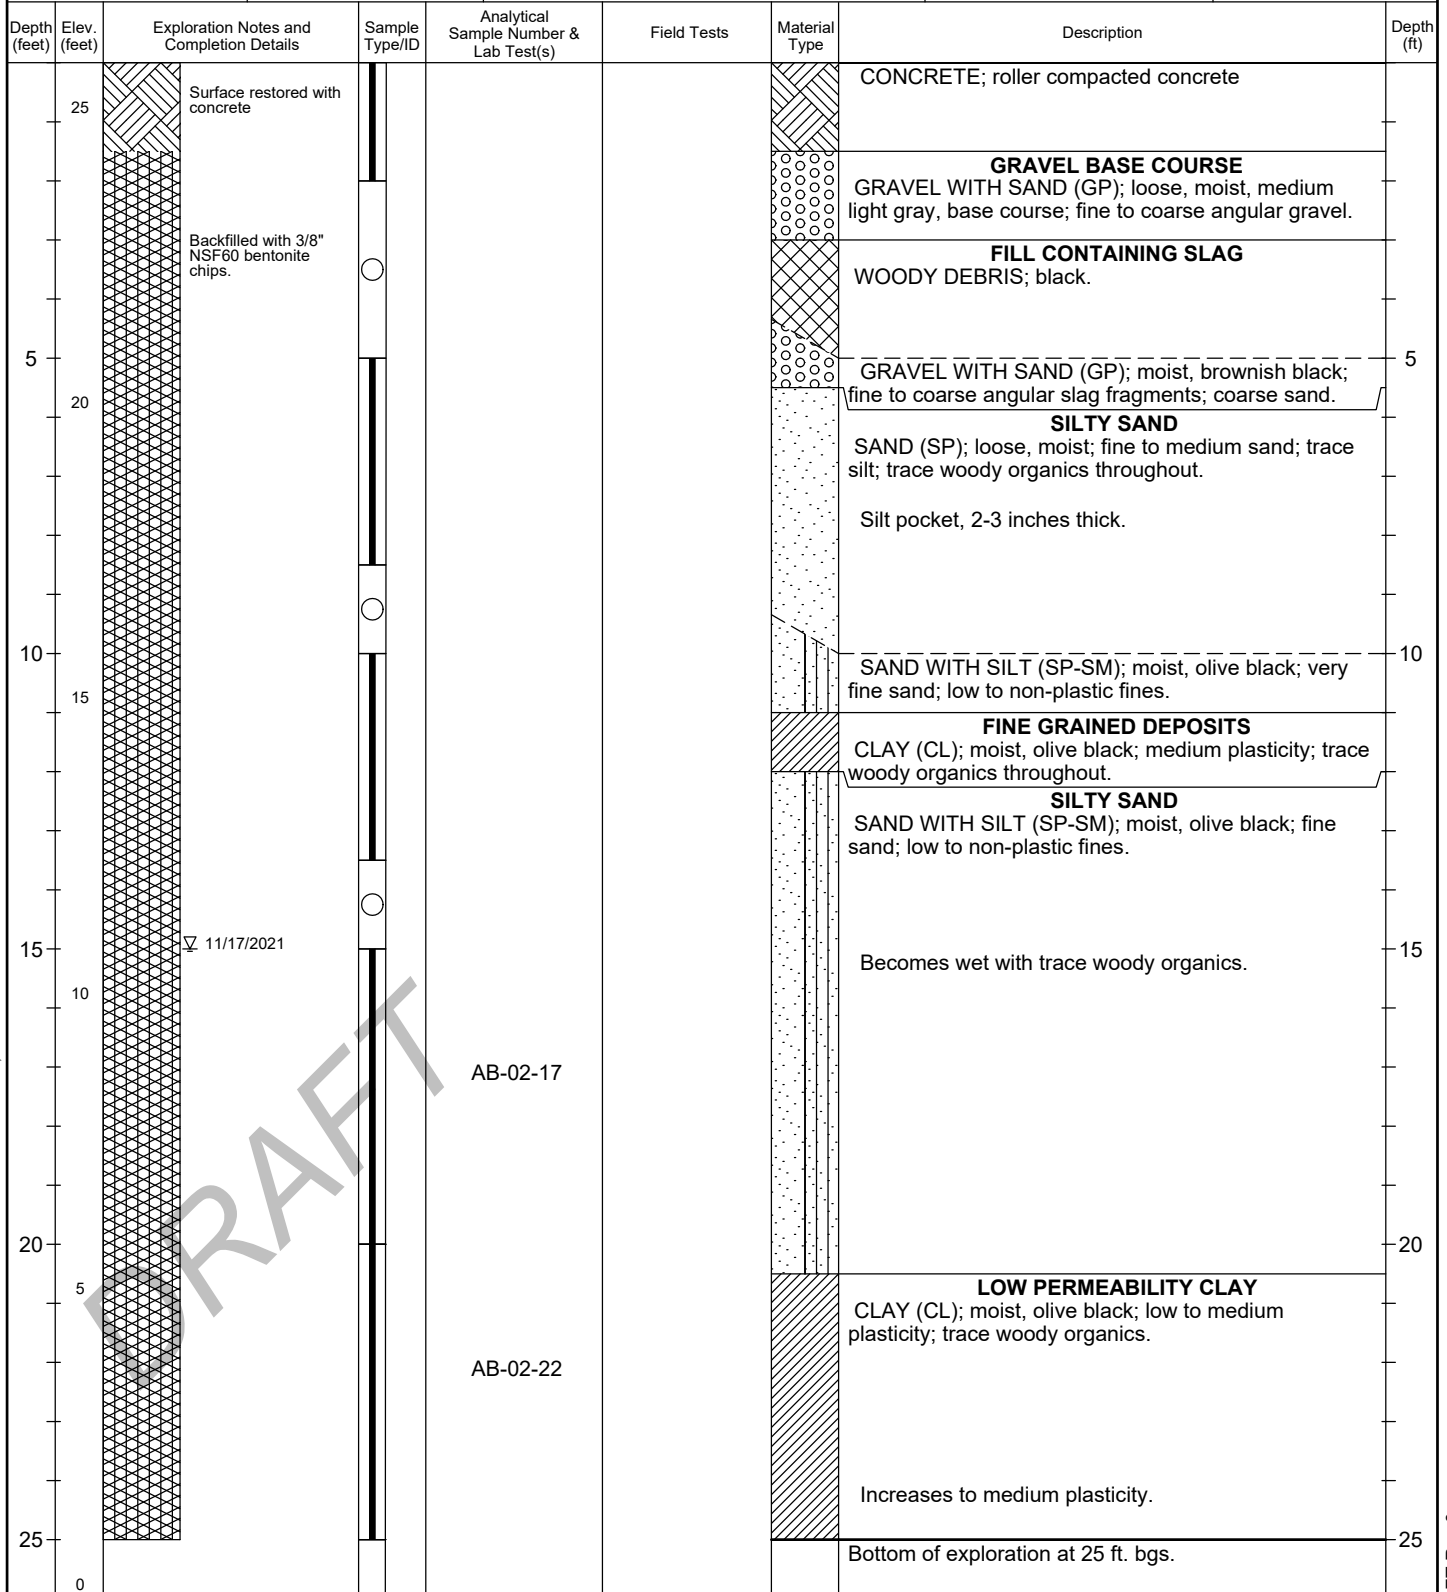 Depth
(feet)
Elev.
(feet)
Exploration Notes and
Completion Details
Sample
Type/ID
Analytical
Sample Number &
Lab Test(s)
Field Tests
Material
Type
Description
Depth
(ft)
CONCRETE; roller compacted concrete
Surface restored with
concrete
25
GRAVEL BASE COURSE
GRAVEL WITH SAND (GP); loose, moist, medium
light gray, base course; fine to coarse angular gravel.
Backfilled with 3/8"
NSF60 bentonite
chips.
FILL CONTAINING SLAG
WOODY DEBRIS; black.
5
5
GRAVEL WITH SAND (GP); moist, brownish black;
fine to coarse angular slag fragments; coarse sand.
20
SILTY SAND
SAND (SP); loose, moist; fine to medium sand; trace
silt; trace woody organics throughout.
Silt pocket, 2-3 inches thick.
10
10
SAND WITH SILT (SP-SM); moist, olive black; very
fine sand; low to non-plastic fines.
15
FINE GRAINED DEPOSITS
CLAY (CL); moist, olive black; medium plasticity; trace
woody organics throughout.
SILTY SAND
SAND WITH SILT (SP-SM); moist, olive black; fine
sand; low to non-plastic fines.
15
11/17/2021
15
Becomes wet with trace woody organics.
10
AB-02-17
DRAFT
20
20
5
LOW PERMEABILITY CLAY
CLAY (CL); moist, olive black; low to medium
plasticity; trace woody organics.
AB-02-22
Increases to medium plasticity.
25
25
Bottom of exploration at 25 ft. bgs.
0